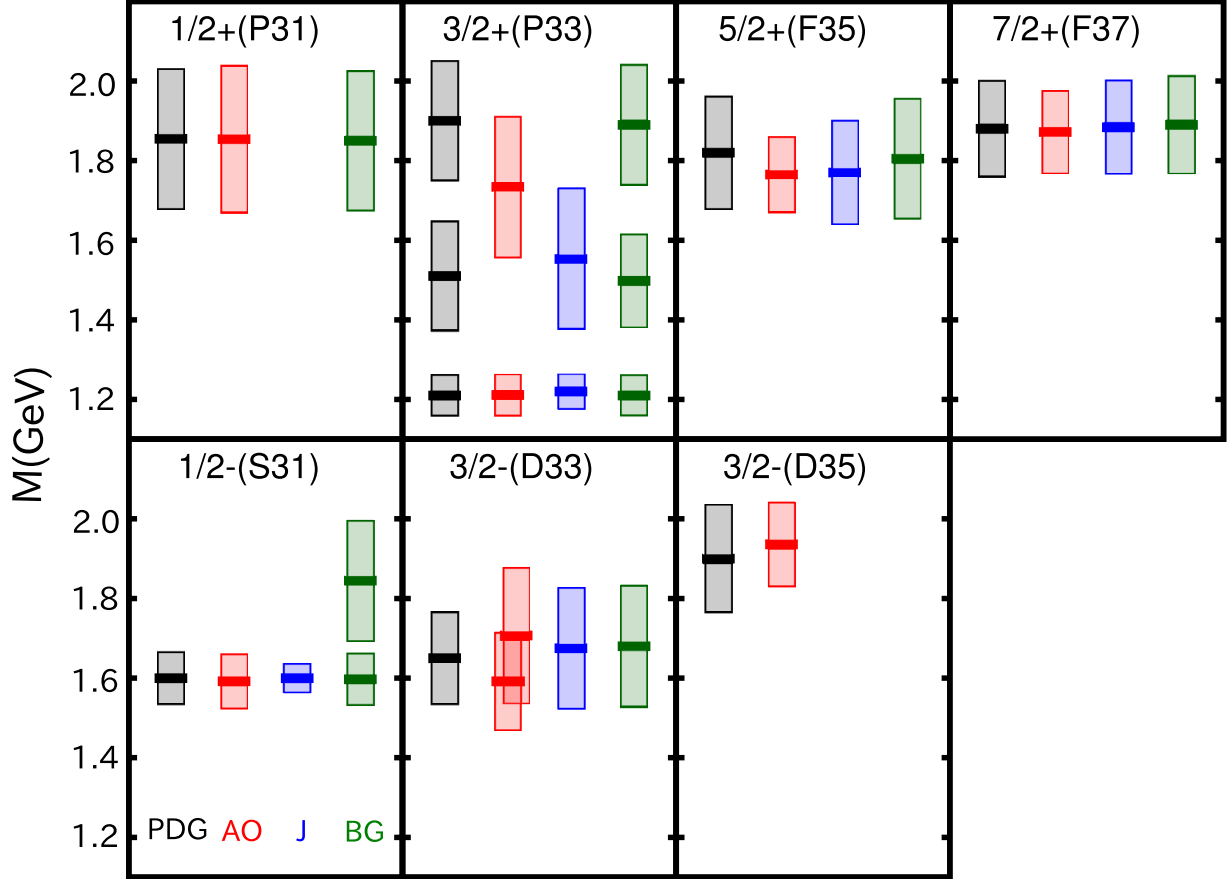 1/2+(P31) 3/2+(P33) 5/2+(F35) 7/2+(F37)
2.0
1.8
1.6
1.4
1.2
M(GeV)
1/2-(S31) 3/2-(D33) 3/2-(D35)
2.0
1.8
1.6
1.4
1.2
PDG AO J BG